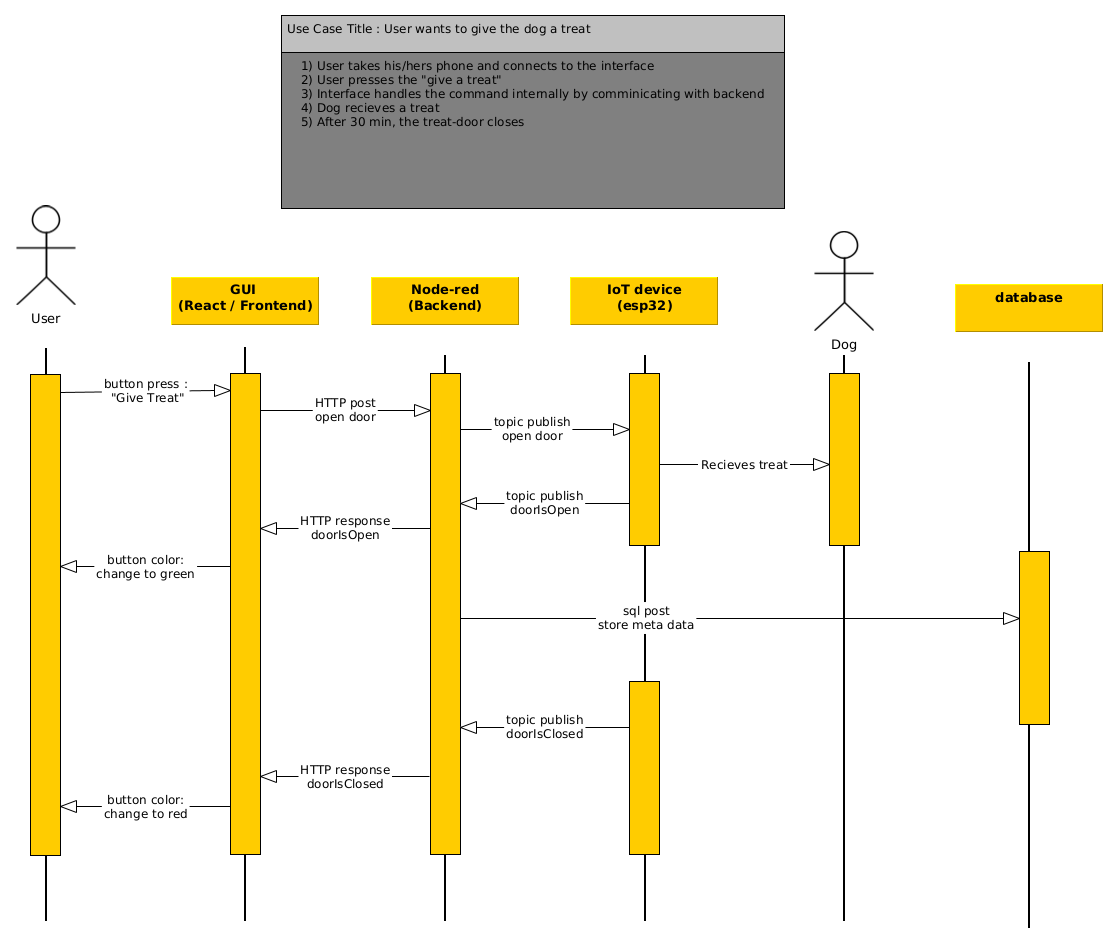 Use Case Title : User wants to give the dog a treat
1) User takes his/hers phone and connects to the interface
2) User presses the "give a treat"
3) Interface handles the command internally by comminicating with backend
4) Dog recieves a treat
5) After 30 min, the treat-door closes
User
GUI
(React / Frontend)
Node-red
(Backend)
IoT device
(esp32)
Dog
database
button press :
"Give Treat"
HTTP post
open door
topic publish
open door
Recieves treat
topic publish
doorIsOpen
HTTP response
doorIsOpen
button color:
change to green
sql post
store meta data
topic publish
doorIsClosed
HTTP response
doorIsClosed
button color:
change to red